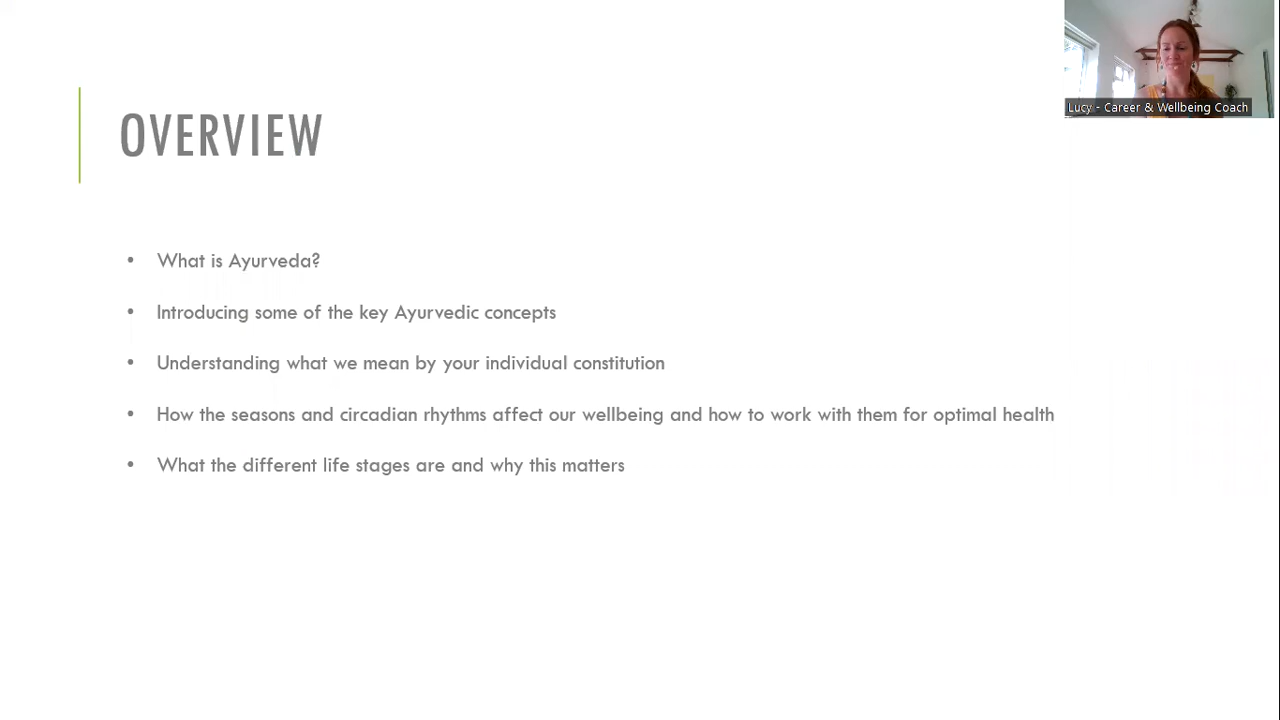 Lucy - Career & Wellbeing Coach
OVERVIEW
• What is Ayurveda?
• Introducing some of the key Ayurvedic concepts
• Understanding what we mean by your individual constitution
• How the seasons and circadian rhythms affect our wellbeing and how to work with them for optimal health
• What the different life stages are and why this matters